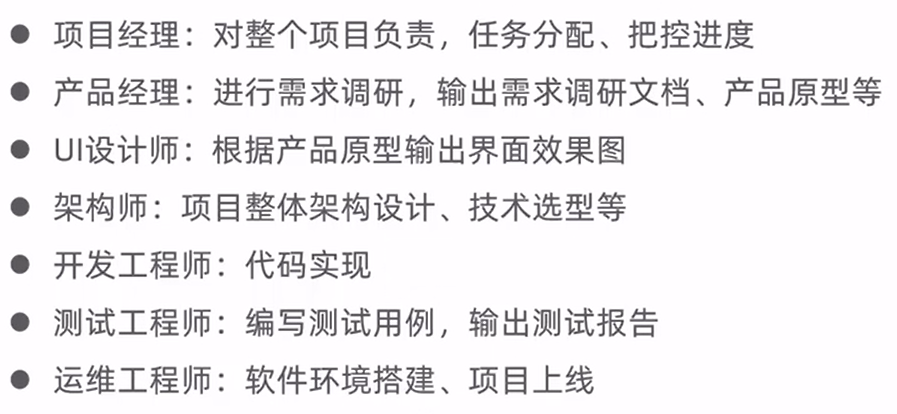 ● 项目经理：对整个项目负责，任务分配、把控进度
● 产品经理：进行需求调研，输出需求调研文档、产品原型等
● UI设计师：根据产品原型输出界面效果图
● 架构师：项目整体架构设计、技术选型等
● 开发工程师：代码实现
● 测试工程师：编写测试用例，输出测试报告
● 运维工程师：软件环境搭建、项目上线